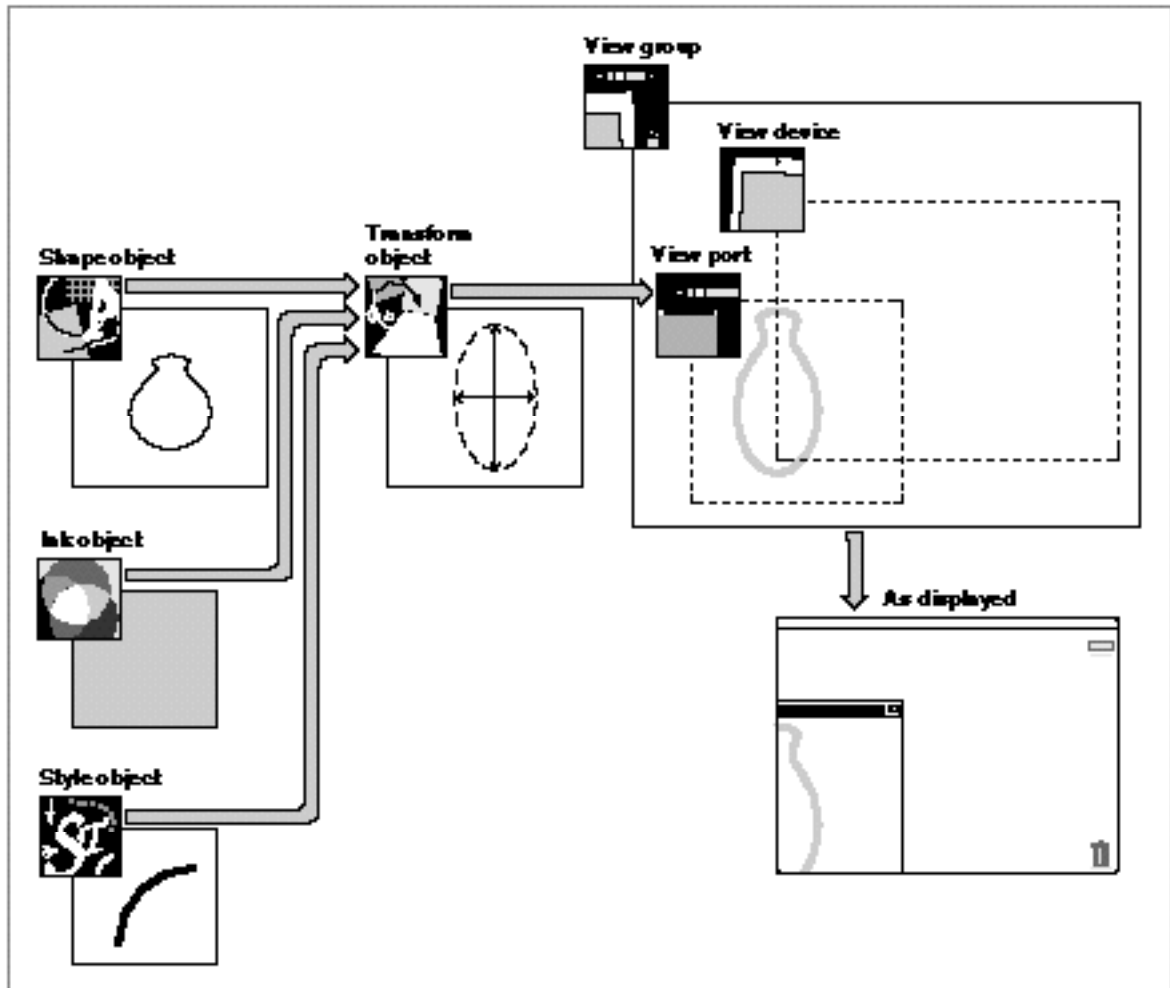 View group
View device
Transform
object
Shape object
View port
Ink object
As displayed
Style object